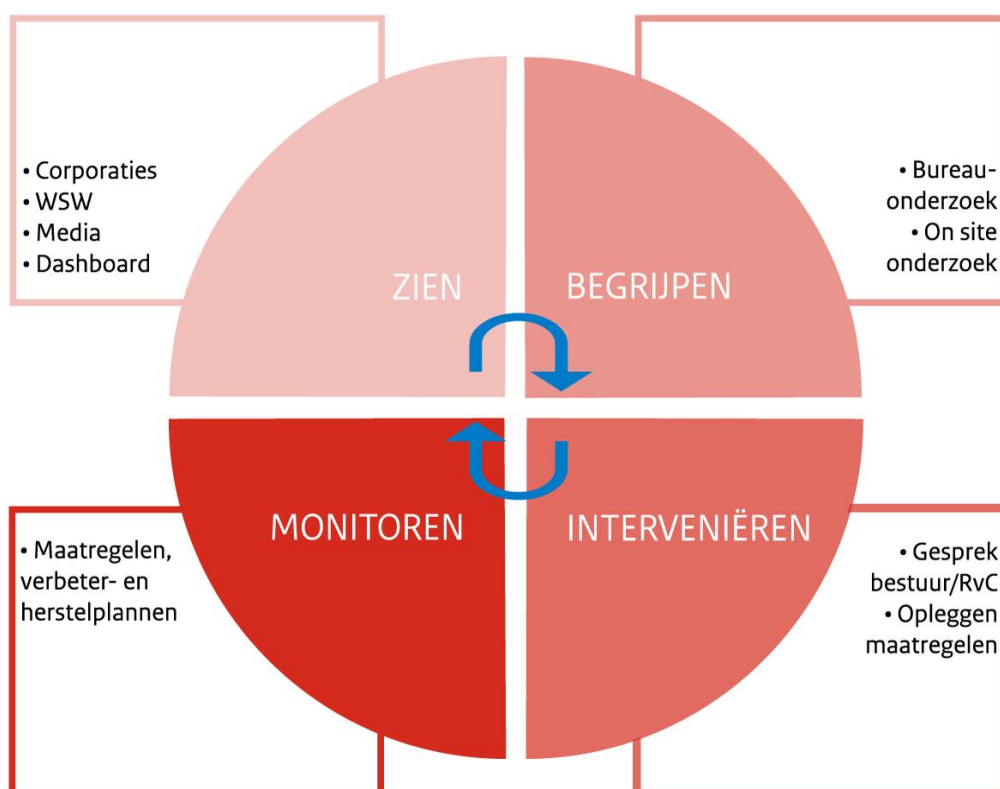 • Corporaties
• WSW
• Media
• Dashboard
ZIEN
BEGRIJPEN
• Bureau-
onderzoek
• On site
onderzoek
• Maatregelen,
verbeter- en
herstelplannen
MONITOREN
INTERVENIËREN
• Gesprek
bestuur/RvC
• Opleggen
maatregelen